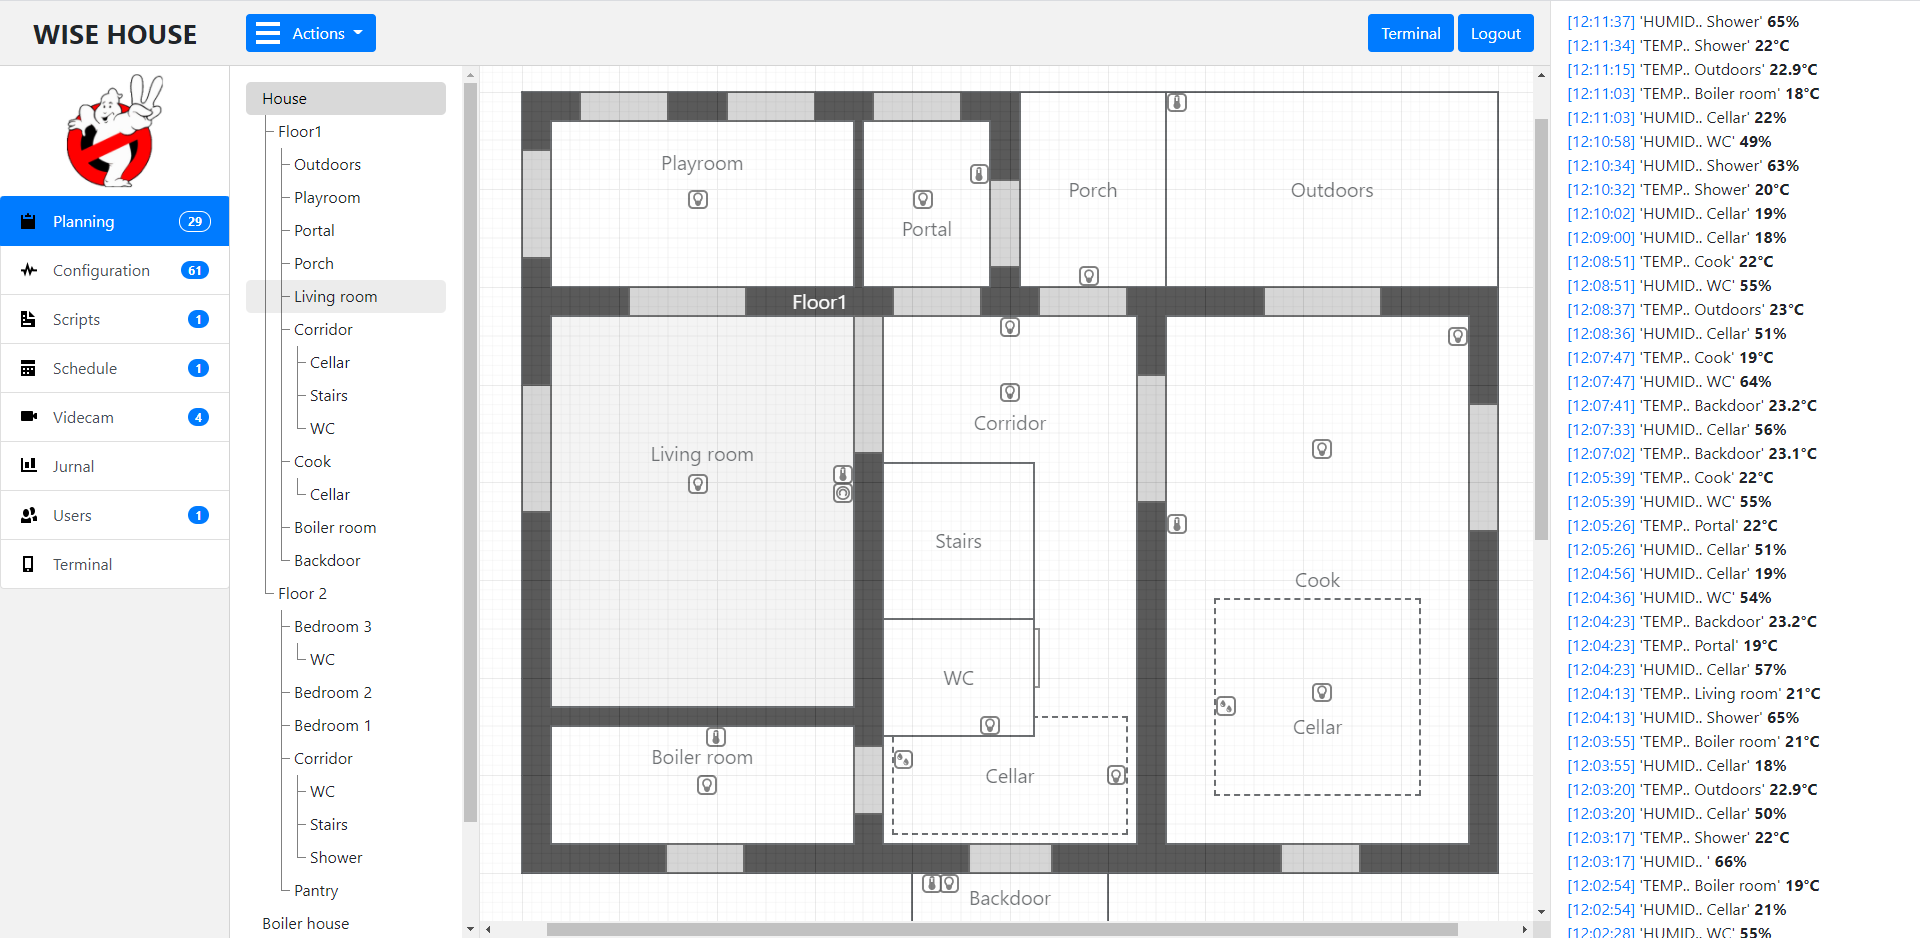 WISE HOUSE
Actions
Terminal
Logout
Planning 29
Configuration 61
Scripts 1
Schedule 1
Videcam 4
Jurnal
Users 1
Terminal
House
Floor1
Outdoors
Playroom
Portal
Porch
Living room
Corridor
Cellar
Stairs
WC
Cook
Cellar
Boiler room
Backdoor
Floor 2
Bedroom 3
WC
Bedroom 2
Bedroom 1
Corridor
WC
Stairs
Shower
Pantry
Boiler house
Playroom
Portal
Porch
Outdoors
Floor1
Living room
Corridor
Stairs
Cook
WC
Cellar
Boiler room
Cellar
Backdoor
[12:11:37] 'HUMID.. Shower' 65%
[12:11:34] 'TEMP.. Shower' 22°C
[12:11:15] 'TEMP.. Outdoors' 22.9°C
[12:11:03] 'TEMP.. Boiler room' 18°C
[12:11:03] 'HUMID.. Cellar' 22%
[12:10:58] 'HUMID.. WC' 49%
[12:10:34] 'HUMID.. Shower' 63%
[12:10:32] 'TEMP.. Shower' 20°C
[12:10:02] 'HUMID.. Cellar' 19%
[12:09:00] 'HUMID.. Cellar' 18%
[12:08:51] 'TEMP.. Cook' 22°C
[12:08:51] 'HUMID.. WC' 55%
[12:08:37] 'TEMP.. Outdoors' 23°C
[12:08:36] 'HUMID.. Cellar' 51%
[12:07:47] 'TEMP.. Cook' 19°C
[12:07:47] 'HUMID.. WC' 64%
[12:07:41] 'TEMP.. Backdoor' 23.2°C
[12:07:33] 'HUMID.. Cellar' 56%
[12:07:02] 'TEMP.. Backdoor' 23.1°C
[12:05:39] 'TEMP.. Cook' 22°C
[12:05:39] 'HUMID.. WC' 55%
[12:05:26] 'TEMP.. Portal' 22°C
[12:05:26] 'HUMID.. Cellar' 51%
[12:04:56] 'HUMID.. Cellar' 19%
[12:04:36] 'HUMID.. WC' 54%
[12:04:23] 'TEMP.. Backdoor' 23.2°C
[12:04:23] 'TEMP.. Portal' 19°C
[12:04:23] 'HUMID.. Cellar' 57%
[12:04:13] 'TEMP.. Living room' 21°C
[12:04:13] 'HUMID.. Shower' 65%
[12:03:55] 'TEMP.. Boiler room' 21°C
[12:03:55] 'HUMID.. Cellar' 18%
[12:03:20] 'TEMP.. Outdoors' 22.9°C
[12:03:20] 'HUMID.. Cellar' 50%
[12:03:17] 'TEMP.. Shower' 22°C
[12:03:17] 'HUMID.. ' 66%
[12:02:54] 'TEMP.. Boiler room' 19°C
[12:02:54] 'HUMID.. Cellar' 21%
[12:02:28] 'HUMID.. WC' 55%